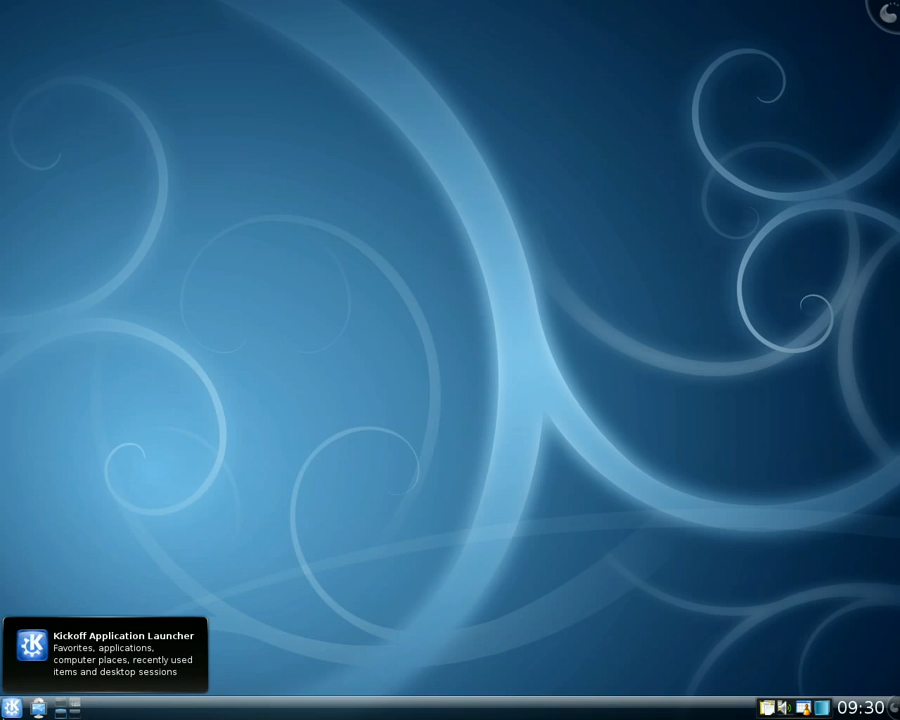 Kickoff Application Launcher
Favorites, applications,
computer places, recently used
items and desktop sessions
09:30